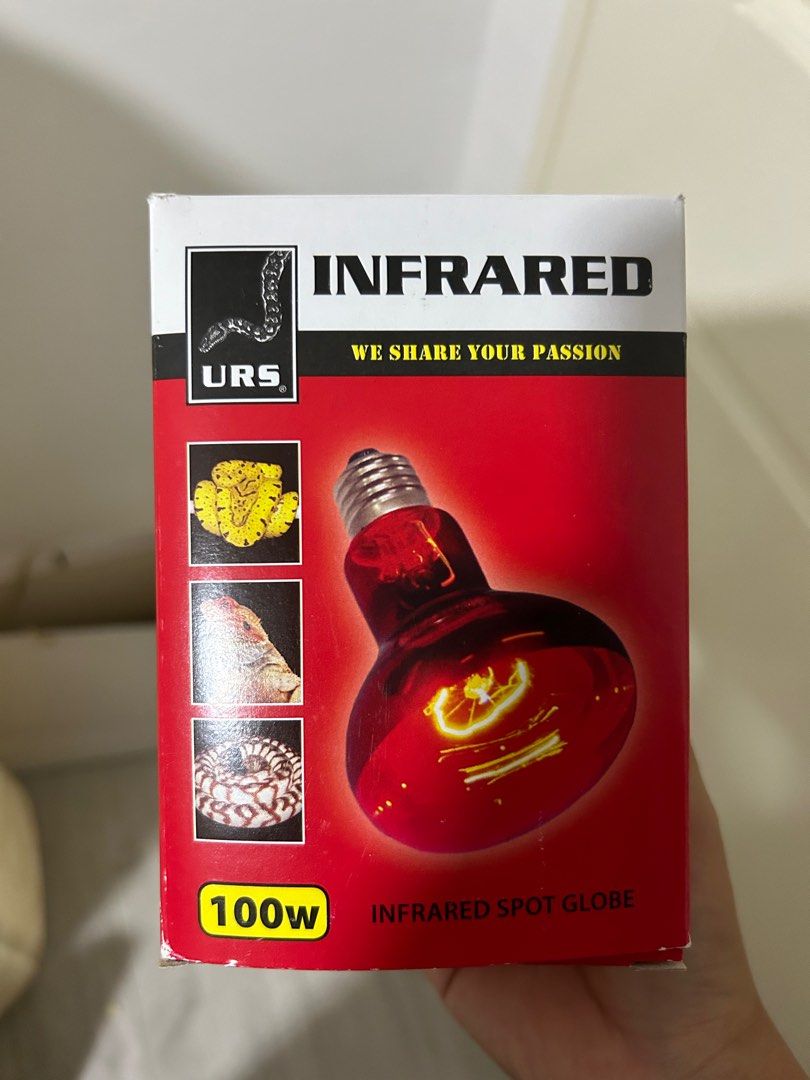 INFRARED
WE SHARE YOUR PASSION
URS®
100w
INFRARED SPOT GLOBE